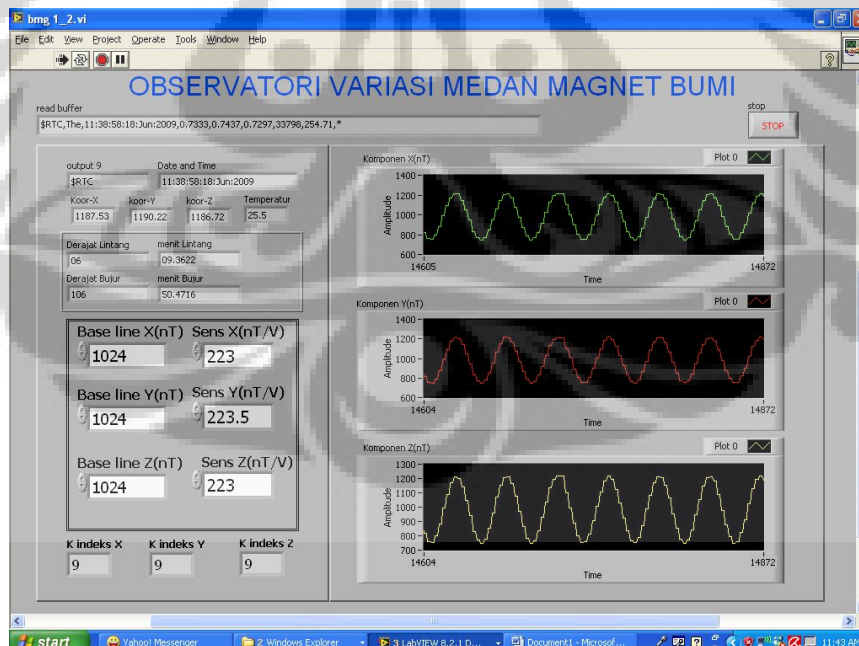 bmg 1_2.vi
File Edit View Project Operate Tools Window Help
OBSERVATORI VARIASI MEDAN MAGNET BUMI
read buffer
$RTC,The,11:38:58:18:Jun:2009,0.7333,0.7437,0.7297,33798,254.71,*
stop
STOP
output 9 Date and Time
$RTC 11:38:58:18:Jun:2009
Koor-X koor-Y koor-Z Temperatur
1187.53 1190.22 1186.72 25.5
Derajat Lintang menit Lintang
06 09.3622
Derajat Bujur menit Bujur
106 50.4716
Base line X(nT) Sens X(nT/V)
1024 223
Base line Y(nT) Sens Y(nT/V)
1024 223.5
Base line Z(nT) Sens Z(nT/V)
1024 223
K indeks X K indeks Y K indeks Z
9 9 9
Komponen X(nT) Plot 0
Amplitude
1400
1200
1000
800
600
14605 14872
Time
Komponen Y(nT) Plot 0
Amplitude
1400
1200
1000
800
600
14604 14872
Time
Komponen Z(nT) Plot 0
Amplitude
1300
1200
1100
1000
900
800
700
14604 14872
Time
start Yahoo! Messenger 2 Windows Explorer 3 LabVIEW 8.2.1 D... Document1 - Microsof... 11:43 AM